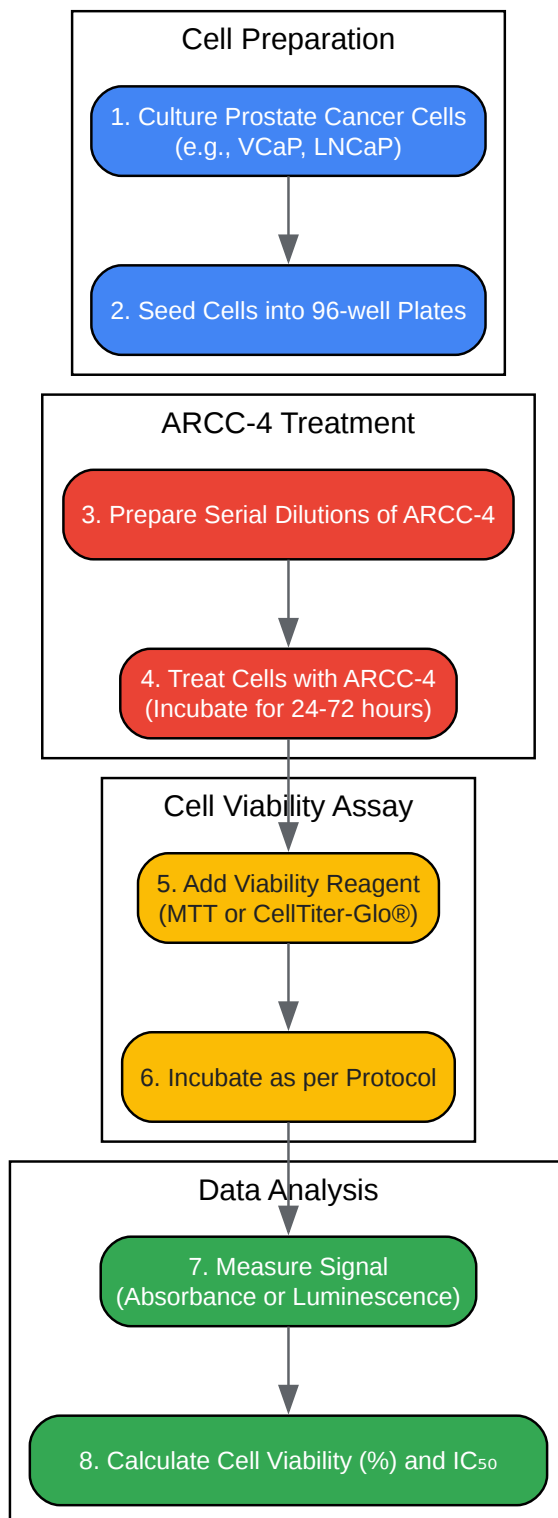 Cell Preparation
1. Culture Prostate Cancer Cells
(e.g., VCaP, LNCaP)
2. Seed Cells into 96-well Plates
ARCC-4 Treatment
3. Prepare Serial Dilutions of ARCC-4
4. Treat Cells with ARCC-4
(Incubate for 24-72 hours)
Cell Viability Assay
5. Add Viability Reagent
(MTT or CellTiter-Glo®)
6. Incubate as per Protocol
Data Analysis
7. Measure Signal
(Absorbance or Luminescence)
8. Calculate Cell Viability (%) and IC₅₀